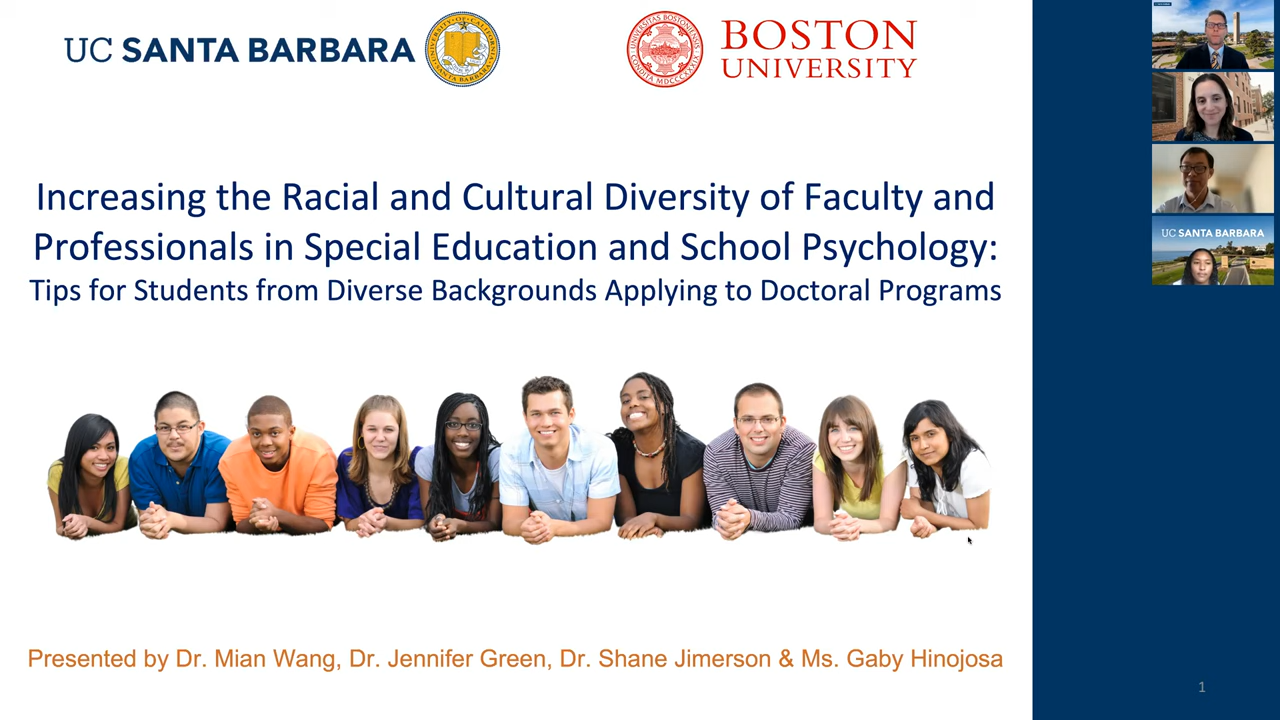 UC SANTA BARBARA
BOSTON
UNIVERSITY
Increasing the Racial and Cultural Diversity of Faculty and
Professionals in Special Education and School Psychology:
Tips for Students from Diverse Backgrounds Applying to Doctoral Programs
Presented by Dr. Mian Wang, Dr. Jennifer Green, Dr. Shane Jimerson & Ms. Gaby Hinojosa
UC SANTA BARBARA
1